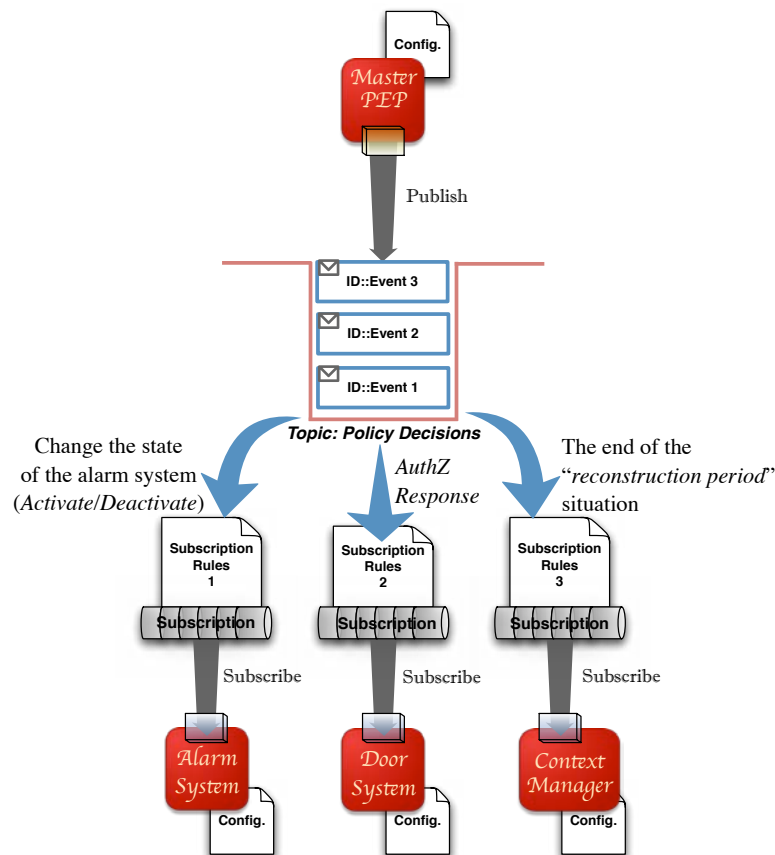 Config.
Master
PEP
Publish
ID::Event 3
ID::Event 2
ID::Event 1
Topic: Policy Decisions
Change the state
of the alarm system
(Activate/Deactivate)
AuthZ
Response
The end of the
“reconstruction period”
situation
Subscription
Rules
1
Subscription
Subscription
Rules
2
Subscription
Subscription
Rules
3
Subscription
Subscribe
Subscribe
Subscribe
Alarm
System
Config.
Door
System
Config.
Context
Manager
Config.